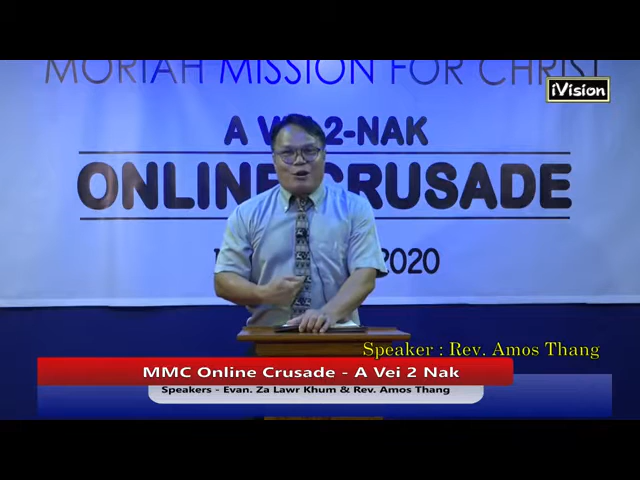 MORIAH MISSION FOR CHRIST
iVision
A VEI 2-NAK
ONLINE CRUSADE
2020
Speaker : Rev. Amos Thang
MMC Online Crusade - A Vei 2 Nak
Speakers - Evan. Za Lawr Khum & Rev. Amos Thang